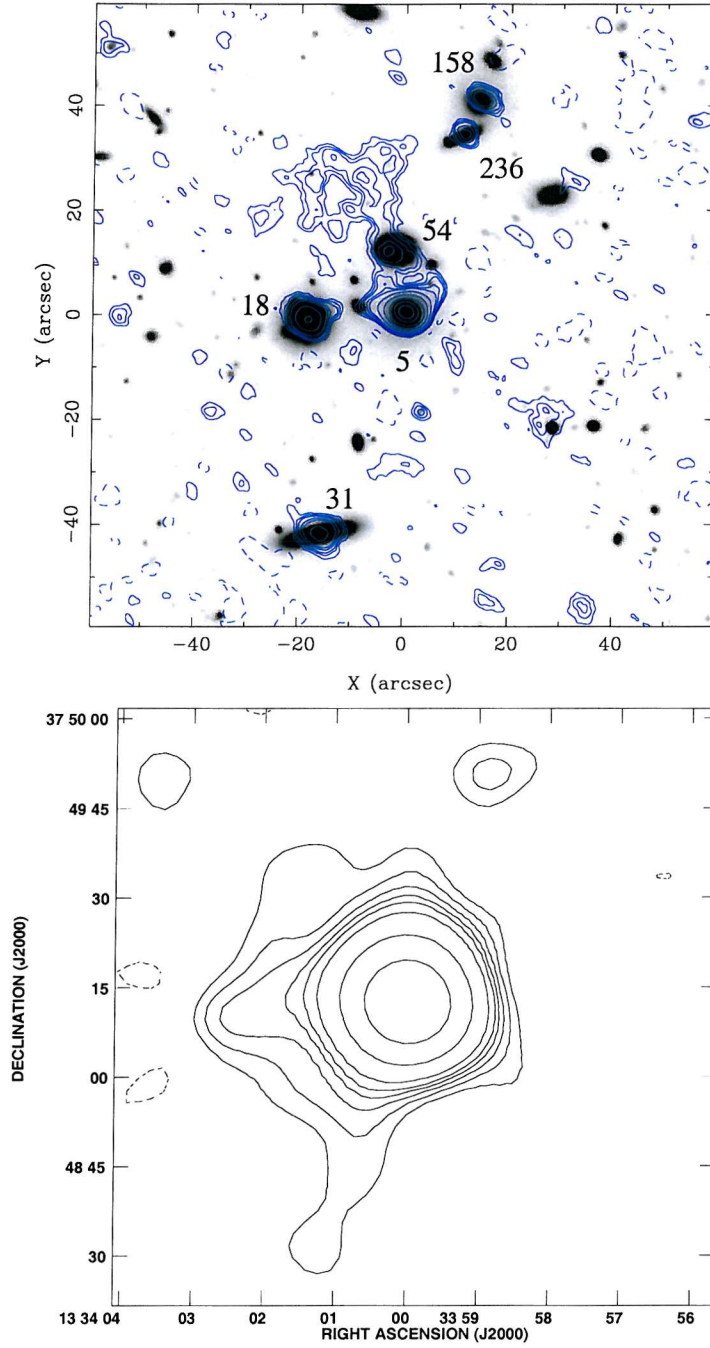 158
40
236
Y (arcsec)
20
54
18
0
5
−20
31
−40
−40 −20 0 20 40
X (arcsec)
37 50 00
49 45
30
DECLINATION (J2000)
15
00
48 45
30
13 34 04 03 02 01 00 33 59 58 57 56
RIGHT ASCENSION (J2000)